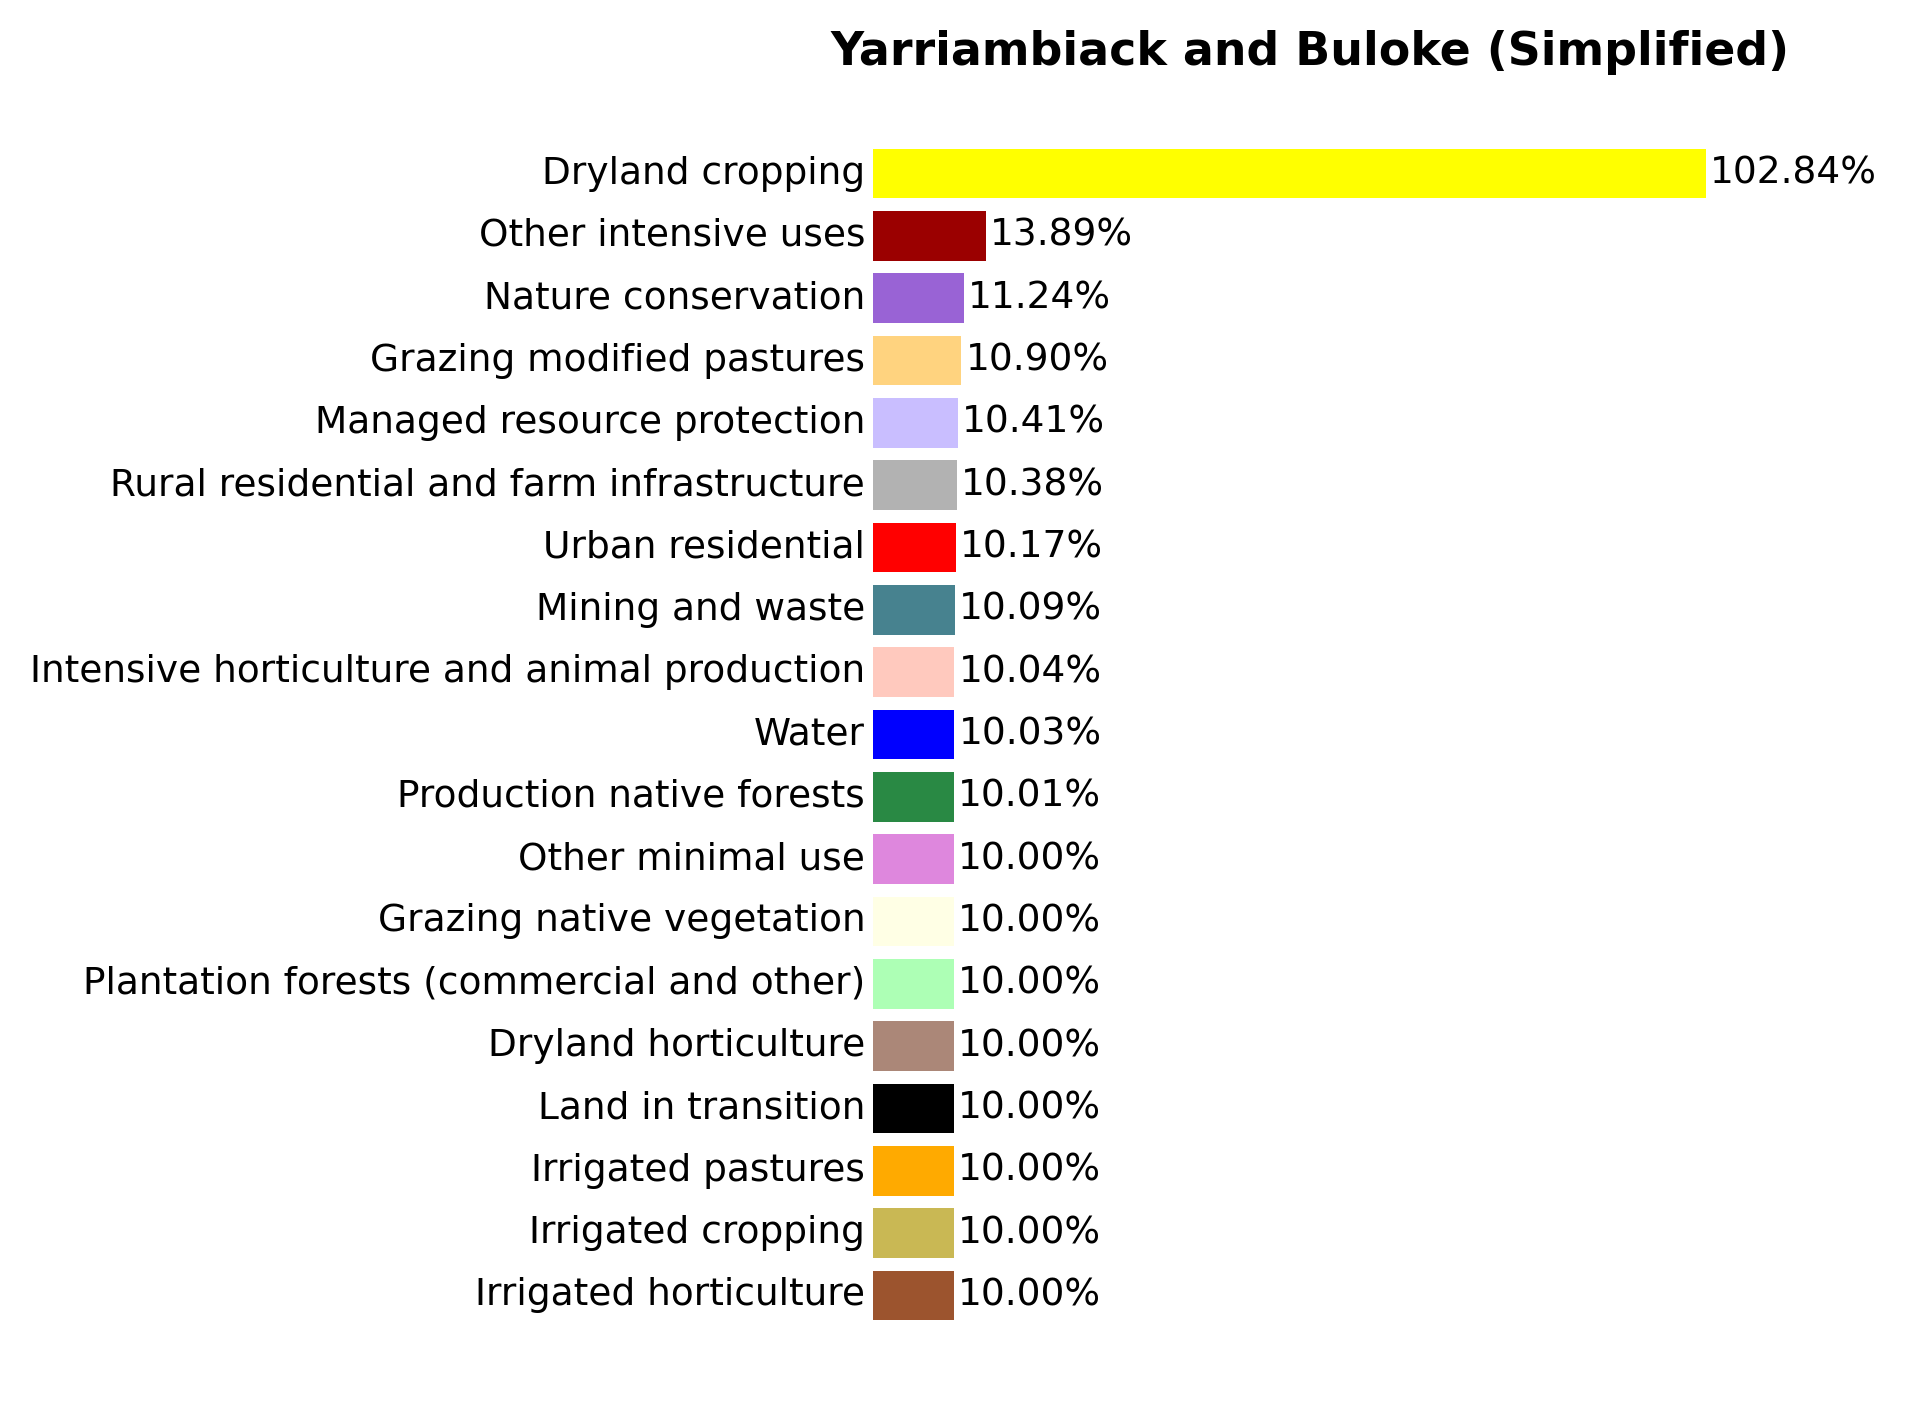 Yarriambiack and Buloke (Simplified)
Dryland cropping 102.84%
Other intensive uses 13.89%
Nature conservation 11.24%
Grazing modified pastures 10.90%
Managed resource protection 10.41%
Rural residential and farm infrastructure 10.38%
Urban residential 10.17%
Mining and waste 10.09%
Intensive horticulture and animal production 10.04%
Water 10.03%
Production native forests 10.01%
Other minimal use 10.00%
Grazing native vegetation 10.00%
Plantation forests (commercial and other) 10.00%
Dryland horticulture 10.00%
Land in transition 10.00%
Irrigated pastures 10.00%
Irrigated cropping 10.00%
Irrigated horticulture 10.00%